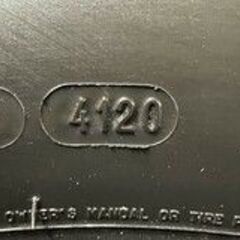 4120
OWNER'S MANUAL OR TIRE